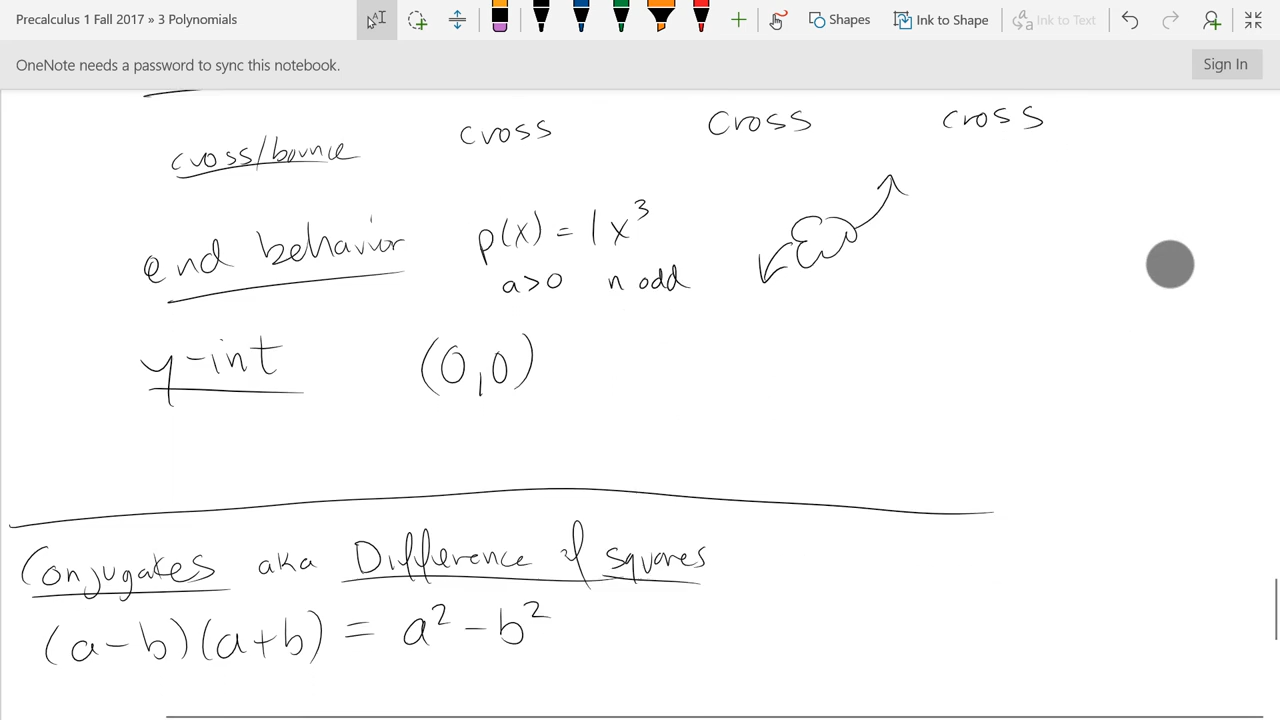 Precalculus 1 Fall 2017 » 3 Polynomials
Shapes Ink to Shape Ink to Text
OneNote needs a password to sync this notebook. Sign In
cross/bounce cross cross cross
end behavior p(x) = 1x³
a>0 n odd
y-int (0,0)
Conjugates aka Difference of squares
(a-b)(a+b) = a²-b²